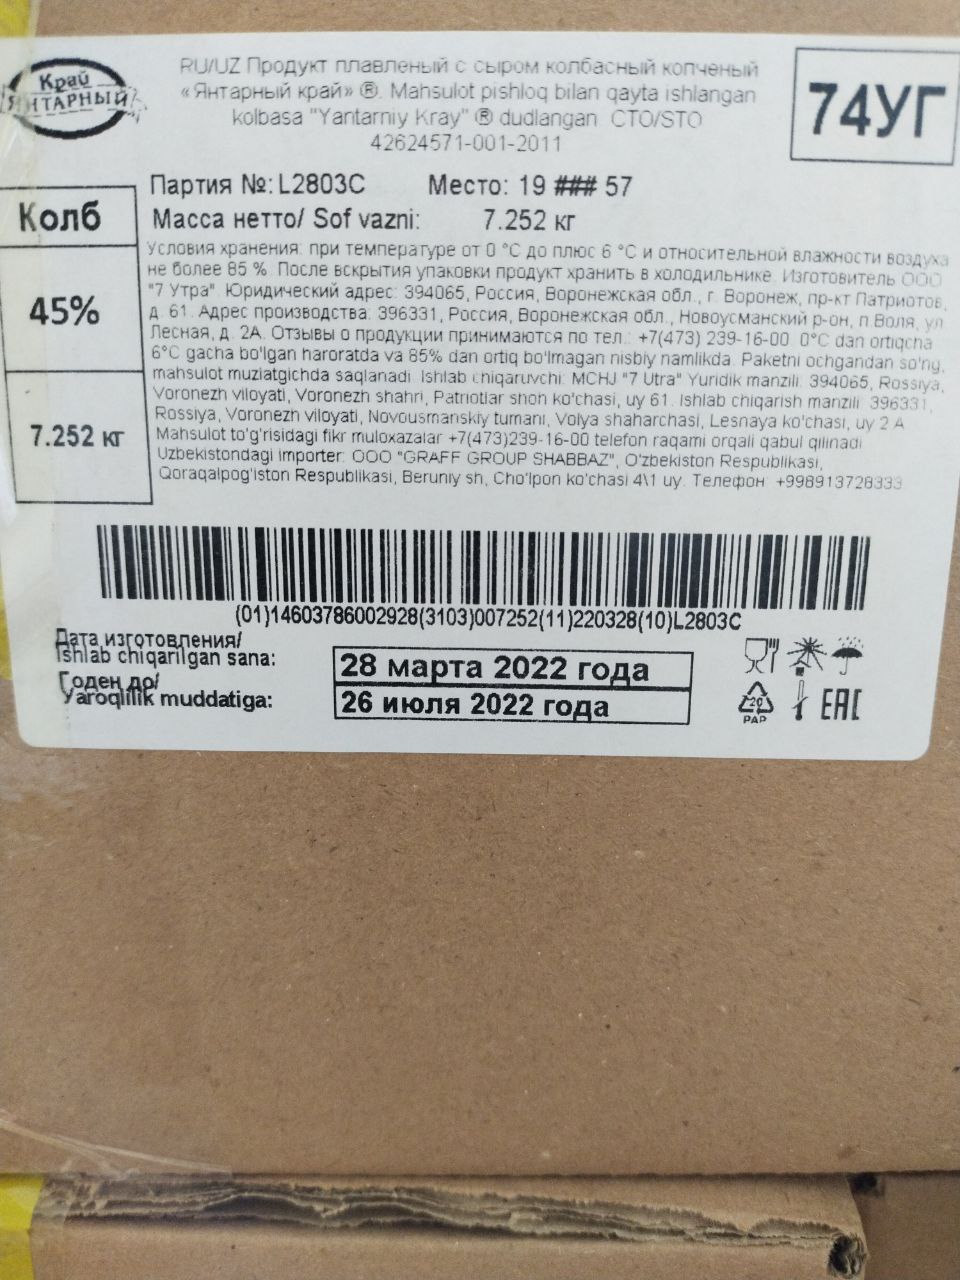 Край
ЯНТАРНЫЙ
RU/UZ Продукт плавленый с сыром колбасный копченый
«Янтарный край» ®. Mahsulot pishloq bilan qayta ishlangan
kolbasa "Yantarniy Kray" ® dudlangan СТО/STO
42624571-001-2011
74УГ
Партия №: L2803C Место: 19 ### 57
Масса нетто/ Sof vazni: 7.252 кг
Колб
45%
7.252 кг
Условия хранения: при температуре от 0 °С до плюс 6 °С и относительной влажности воздуха
не более 85 %. После вскрытия упаковки продукт хранить в холодильнике. Изготовитель ООО
"7 Утра". Юридический адрес: 394065, Россия, Воронежская обл., г. Воронеж, пр-кт Патриотов,
д. 61. Адрес производства: 396331, Россия, Воронежская обл., Новоусманский р-он, п.Воля, ул
Лесная, д. 2А. Отзывы о продукции принимаются по тел.: +7(473) 239-16-00. 0°C dan ortiqcha
6°C gacha bo'lgan haroratda va 85% dan ortiq bo'lmagan nisbiy namlikda. Paketni ochgandan so'ng,
mahsulot muzlatgichda saqlanadi. Ishlab chiqaruvchi: MCHJ "7 Utra" Yuridik manzili: 394065, Rossiya,
Voronezh viloyati, Voronezh shahri, Patriotlar shon ko'chasi, uy 61. Ishlab chiqarish manzili: 396331,
Rossiya, Voronezh viloyati, Novousmanskiy tumani, Volya shaharchasi, Lesnaya ko'chasi, uy 2 A
Mahsulot to'g'risidagi fikr muloxazalar +7(473)239-16-00 telefon raqami orqali qabul qilinadi
Uzbekistondagi importer: OOO "GRAFF GROUP SHABBAZ", O'zbekiston Respublikasi,
Qoraqalpog'iston Respublikasi, Beruniy sh, Cho'lpon ko'chasi 4\1 uy. Телефон +998913728333
(01)14603786002928(3103)007252(11)220328(10)L2803C
Дата изготовления/
Ishlab chiqarilgan sana:
28 марта 2022 года
Годен до/
Yaroqlilik muddatiga:
26 июля 2022 года
20
PAP
EAC